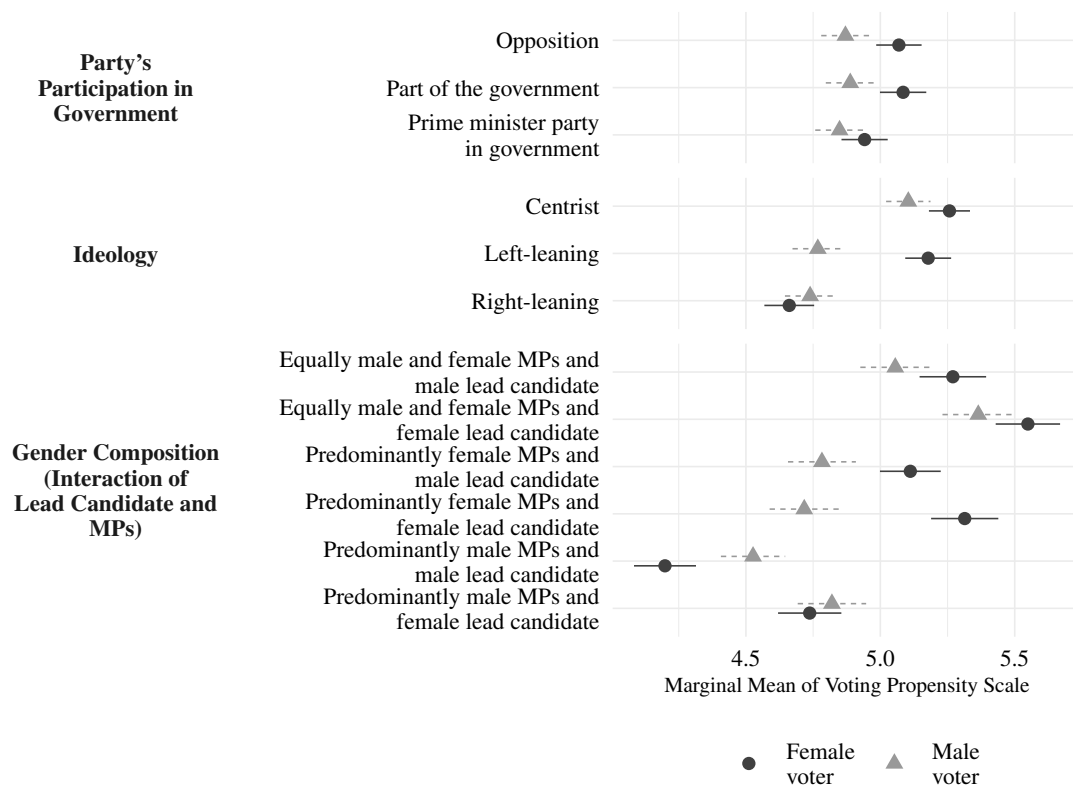 Party's
Participation in
Government
Opposition
Part of the government
Prime minister party
in government
Ideology
Centrist
Left-leaning
Right-leaning
Gender Composition
(Interaction of
Lead Candidate and
MPs)
Equally male and female MPs and
male lead candidate
Equally male and female MPs and
female lead candidate
Predominantly female MPs and
male lead candidate
Predominantly female MPs and
female lead candidate
Predominantly male MPs and
male lead candidate
Predominantly male MPs and
female lead candidate
4.5 5.0 5.5
Marginal Mean of Voting Propensity Scale
Female
voter
Male
voter